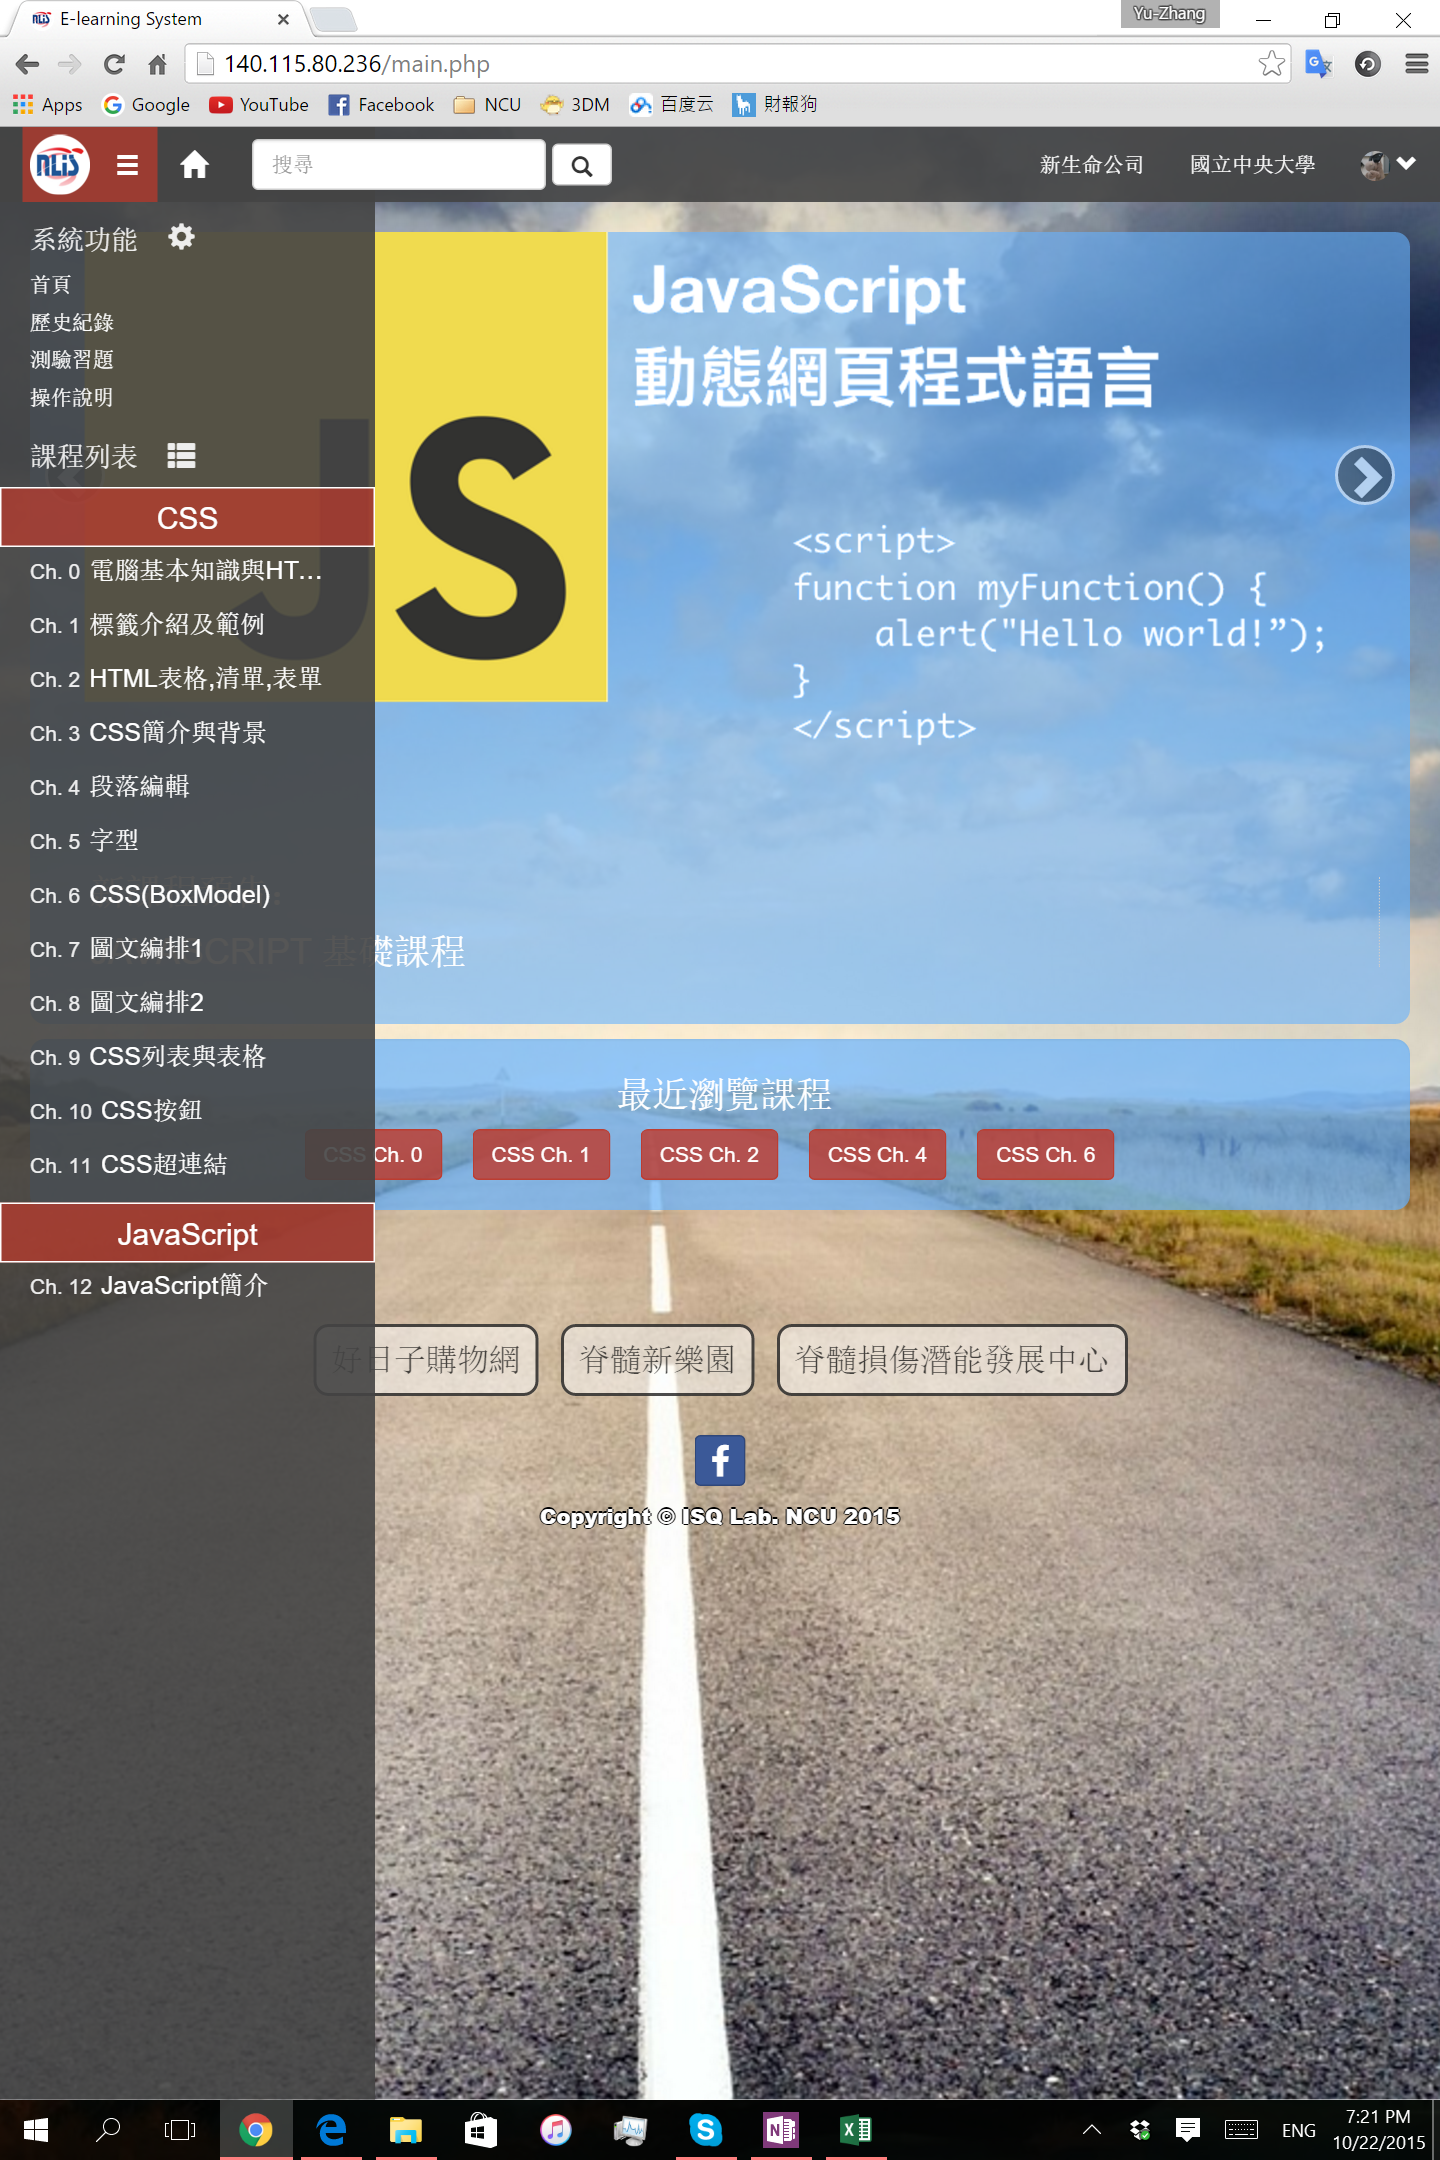 E-learning System
Yu-Zhang
140.115.80.236/main.php
Apps Google YouTube Facebook NCU 3DM 百度云 財報狗
NLIS 搜尋 新生命公司 國立中央大學
系統功能
首頁
歷史紀錄
測驗習題
操作說明
課程列表
CSS
Ch. 0 電腦基本知識與HT...
Ch. 1 標籤介紹及範例
Ch. 2 HTML表格,清單,表單
Ch. 3 CSS簡介與背景
Ch. 4 段落編輯
Ch. 5 字型
Ch. 6 CSS(BoxModel)
Ch. 7 圖文編排1
Ch. 8 圖文編排2
Ch. 9 CSS列表與表格
Ch. 10 CSS按鈕
Ch. 11 CSS超連結
JavaScript
Ch. 12 JavaScript簡介
JS
JavaScript
動態網頁程式語言
<script>
function myFunction() {
alert("Hello world!”);
}
</script>
CRIPT 基礎課程
最近瀏覽課程
CSS Ch. 0 CSS Ch. 1 CSS Ch. 2 CSS Ch. 4 CSS Ch. 6
好日子購物網 脊髓新樂園 脊髓損傷潛能發展中心
Copyright © ISQ Lab. NCU 2015
ENG
7:21 PM
10/22/2015